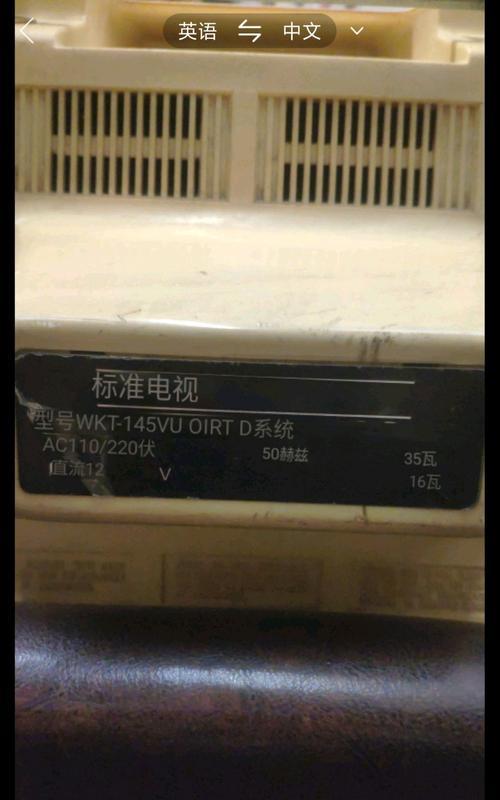 英语 ⇋ 中文
标准电视
型号WKT-145VU OIRT D系统
AC110/220伏 50赫兹 35瓦
直流12 V 16瓦